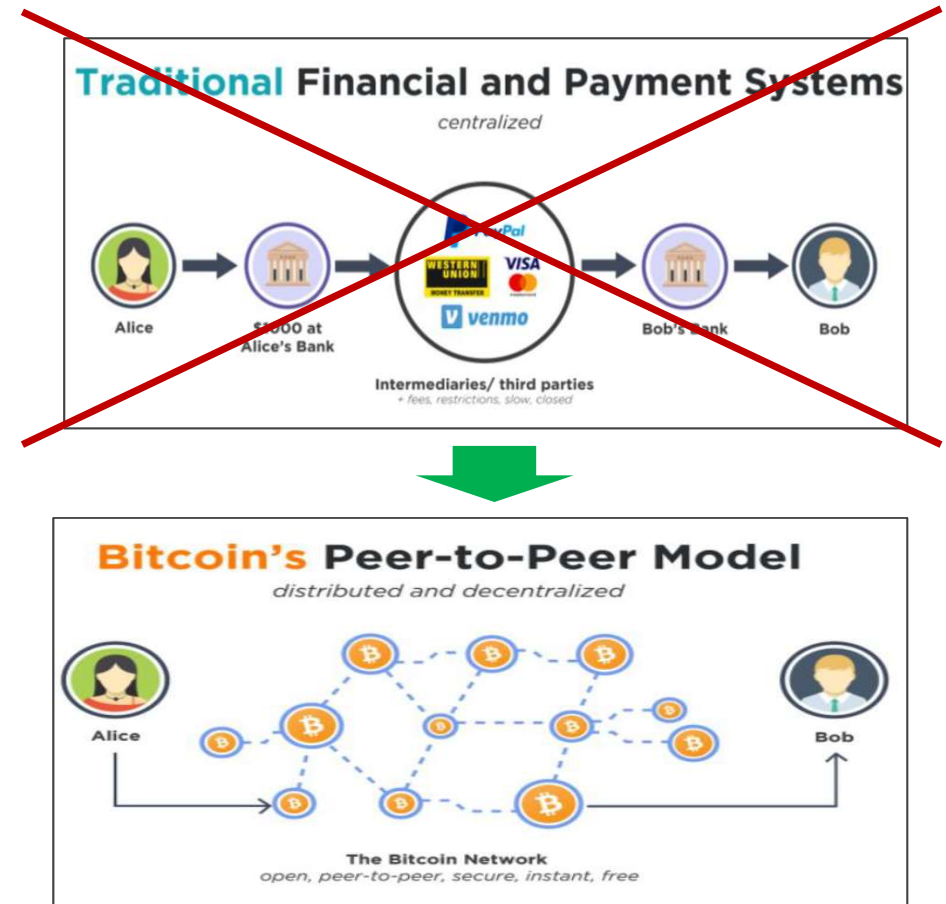 Traditional Financial and Payment Systems
centralized
PayPal
WESTERN
UNION
VISA
MONEY TRANSFER
mastercard
venmo
Alice
$1000 at
Alice's Bank
Bob's Bank
Bob
Intermediaries/ third parties
+ fees, restrictions, slow, closed
Bitcoin's Peer-to-Peer Model
distributed and decentralized
Alice
Bob
The Bitcoin Network
open, peer-to-peer, secure, instant, free